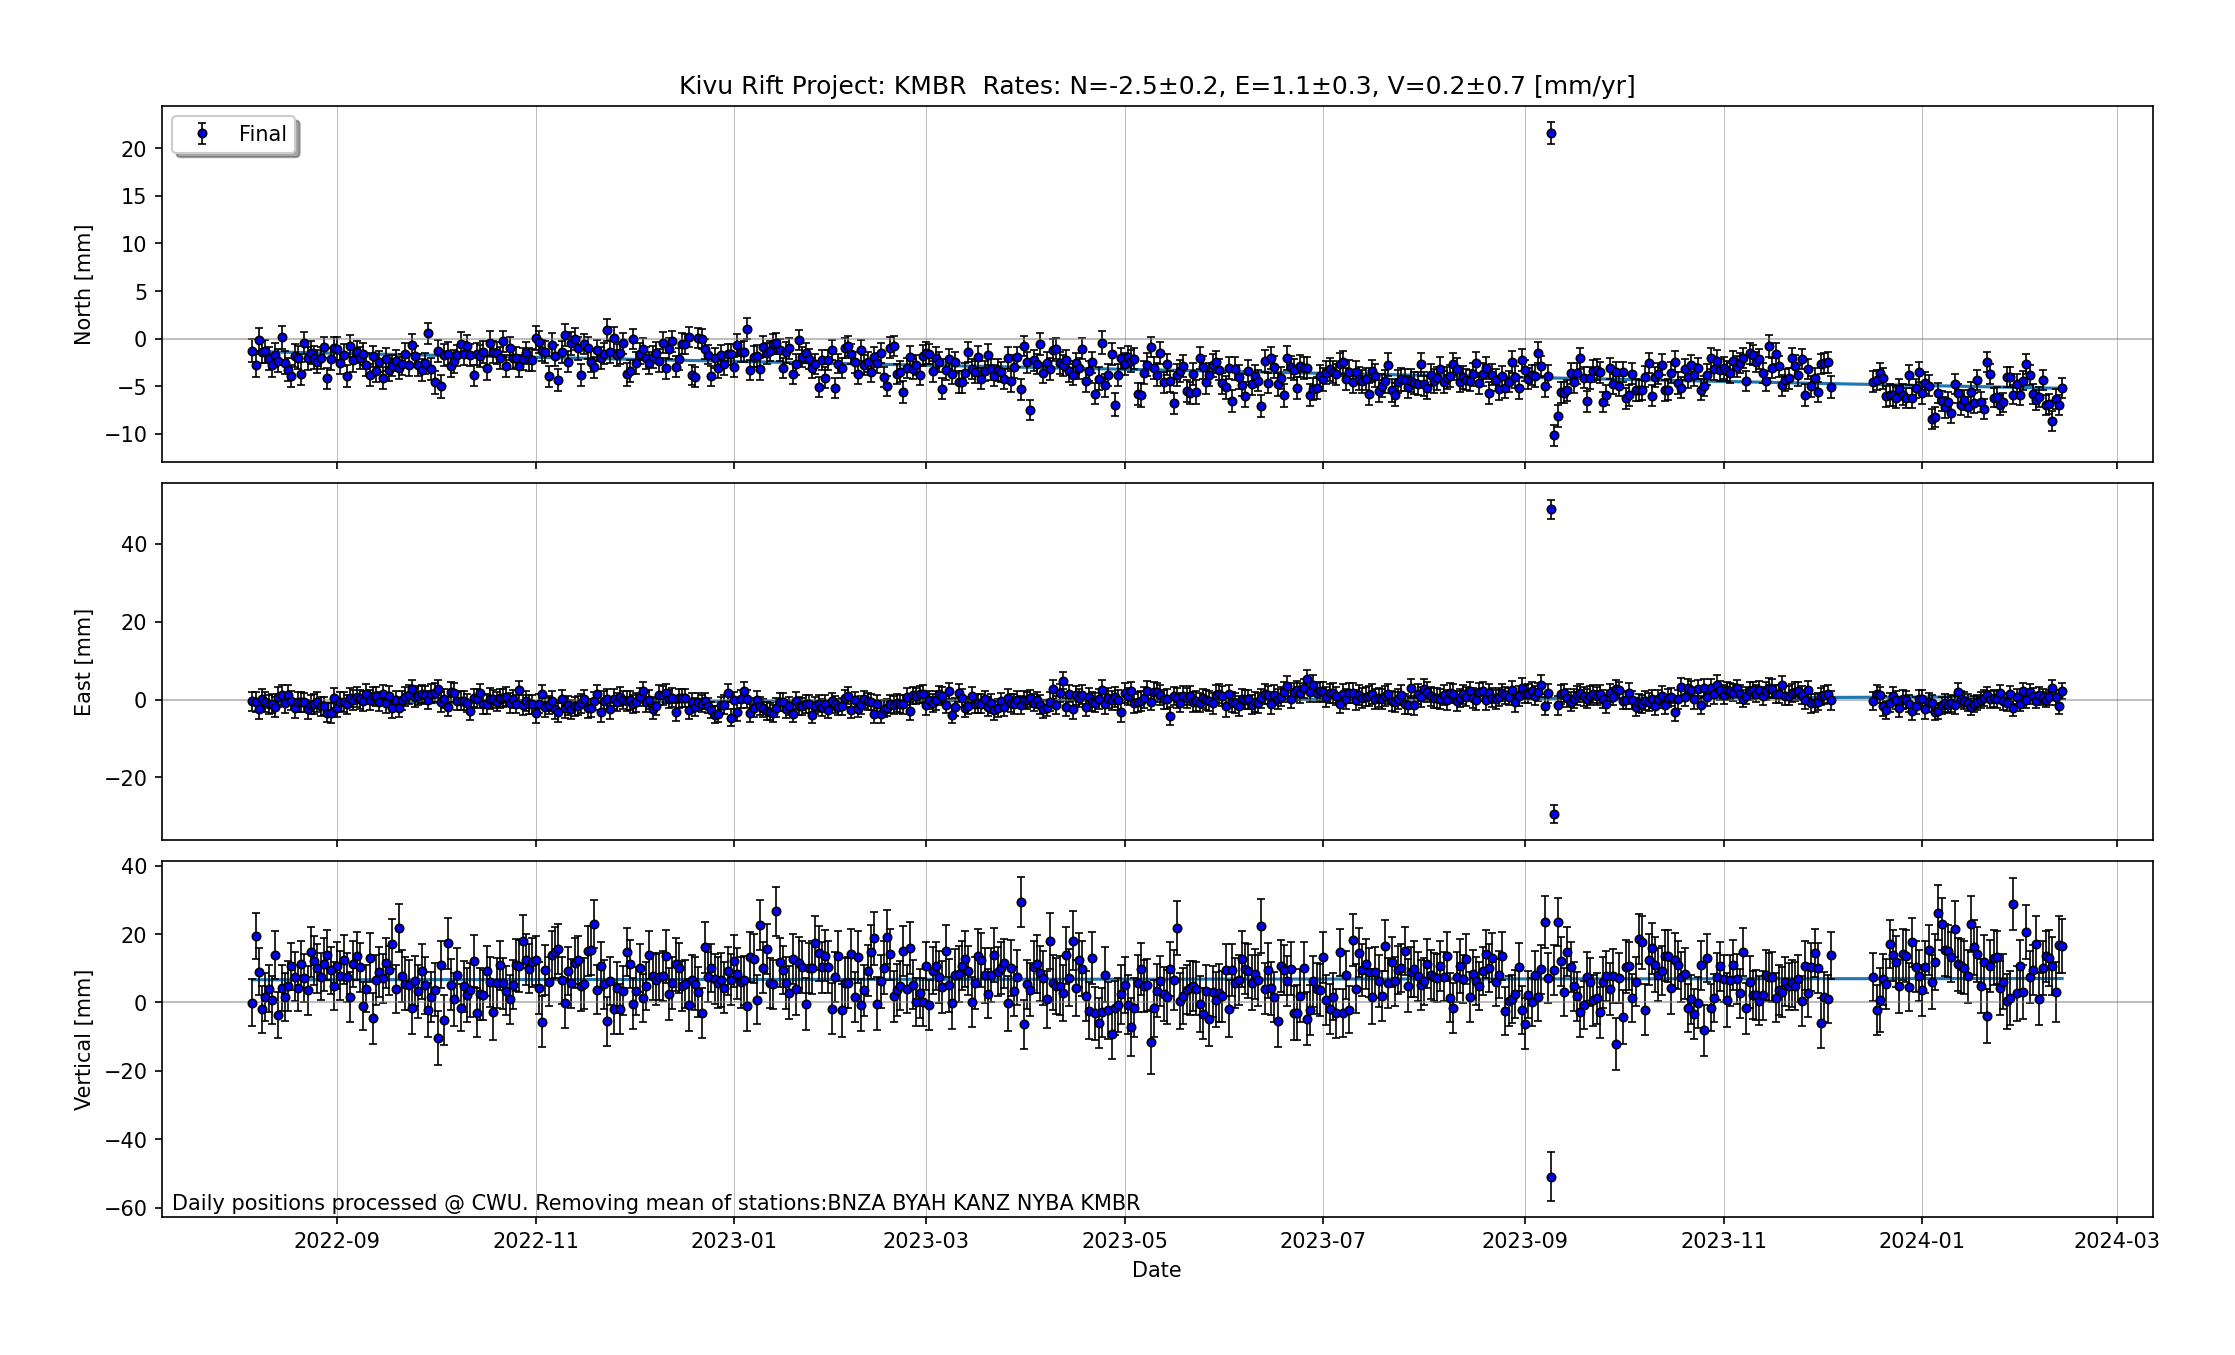 Kivu Rift Project: KMBR  Rates: N=-2.5±0.2, E=1.1±0.3, V=0.2±0.7 [mm/yr]
Final
North [mm]
20
15
10
5
0
−5
−10
East [mm]
40
20
0
−20
Vertical [mm]
40
20
0
−20
−40
−60
Daily positions processed @ CWU. Removing mean of stations:BNZA BYAH KANZ NYBA KMBR
2022-09 2022-11 2023-01 2023-03 2023-05 2023-07 2023-09 2023-11 2024-01 2024-03
Date